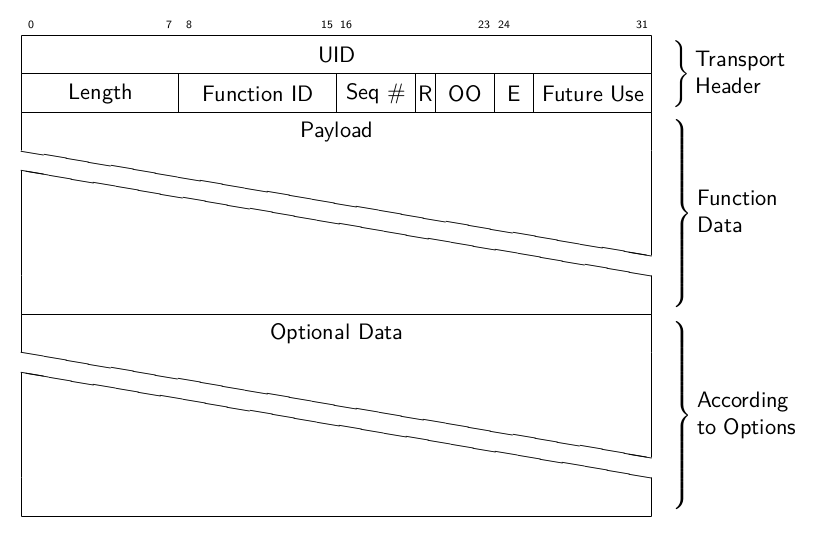 0 7 8 15 16 23 24 31
UID
Transport
Header
Length Function ID Seq # R OO E Future Use
Payload
Function
Data
Optional Data
According
to Options